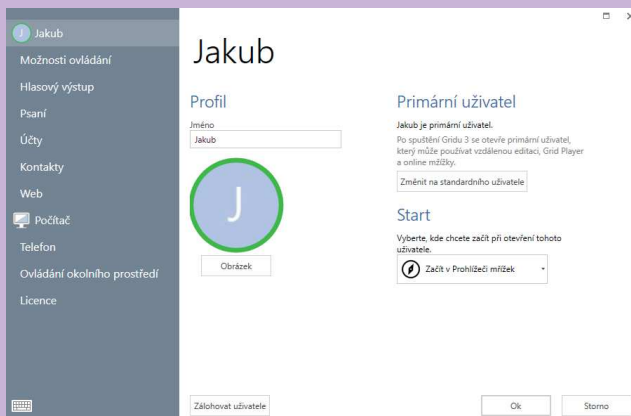 J Jakub
Možnosti ovládání
Hlasový výstup
Psaní
Účty
Kontakty
Web
Počítač
Telefon
Ovládání okolního prostředí
Licence
Jakub
Profil
Jméno
Jakub
J
Obrázek
Zálohovat uživatele
Primární uživatel
Jakub je primární uživatel.
Po spuštění Gridu 3 se otevře primární uživatel,
který může používat vzdálenou editaci, Grid Player
a online mžížky.
Změnit na standardního uživatele
Start
Vyberte, kde chcete začít při otevření tohoto
uživatele.
Začít v Prohlížeči mřížek
Ok
Storno